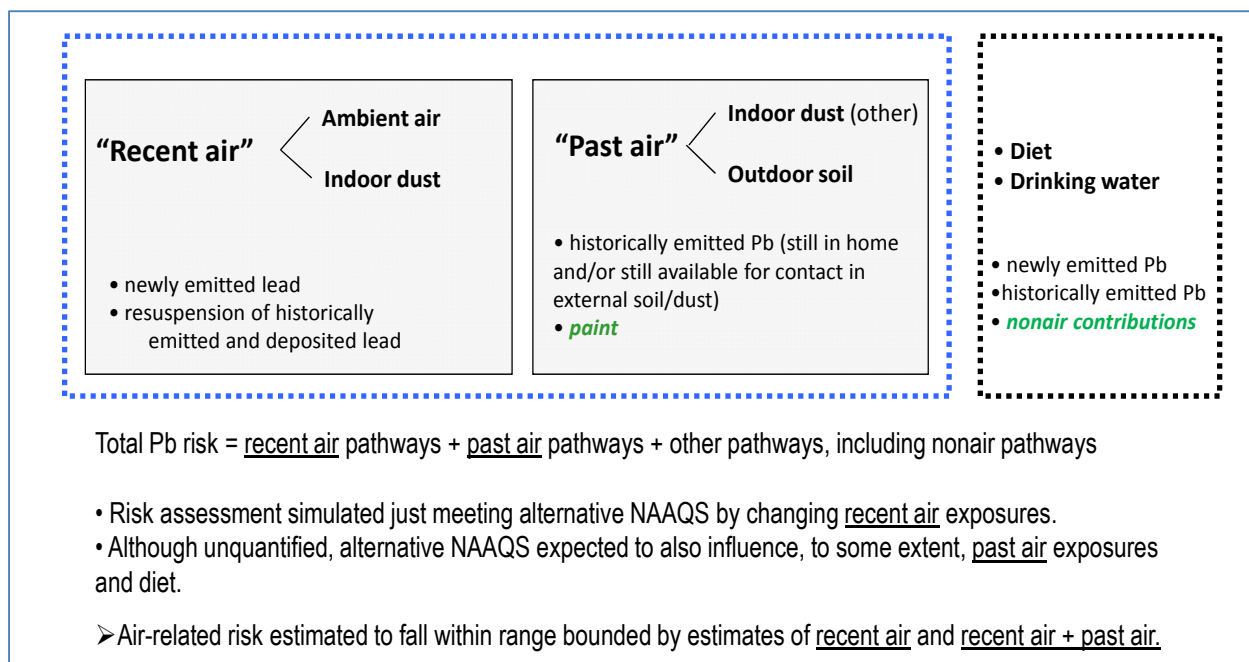 “Recent air”
Ambient air
Indoor dust
• newly emitted lead
• resuspension of historically
emitted and deposited lead
“Past air”
Indoor dust (other)
Outdoor soil
• historically emitted Pb (still in home
and/or still available for contact in
external soil/dust)
• paint
• Diet
• Drinking water
• newly emitted Pb
•historically emitted Pb
• nonair contributions
Total Pb risk = recent air pathways + past air pathways + other pathways, including nonair pathways
• Risk assessment simulated just meeting alternative NAAQS by changing recent air exposures.
• Although unquantified, alternative NAAQS expected to also influence, to some extent, past air exposures
and diet.
➢Air-related risk estimated to fall within range bounded by estimates of recent air and recent air + past air.